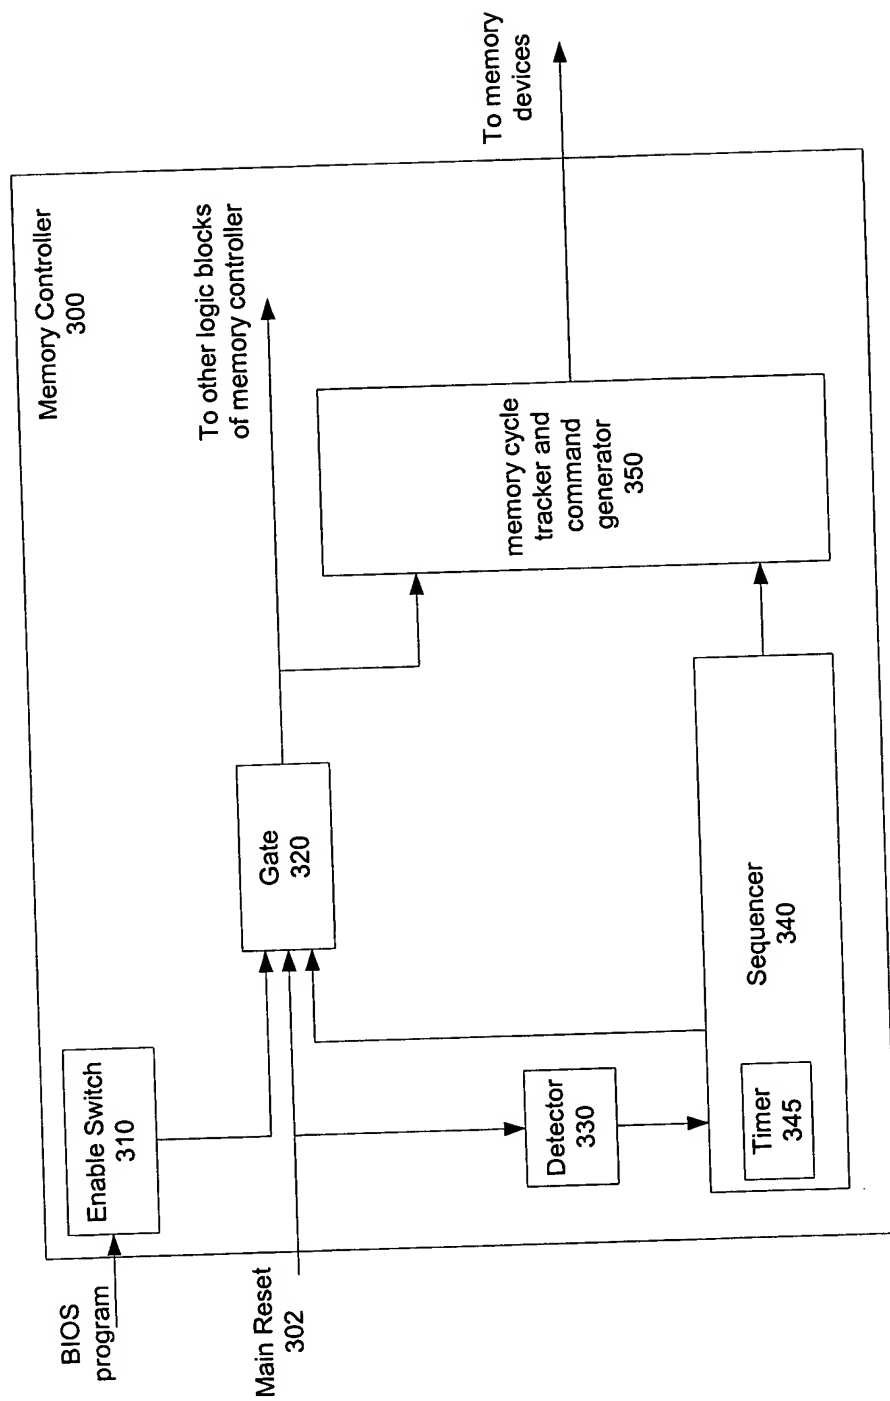 Memory Controller
300
BIOS
program
Enable Switch
310
Main Reset
302
Gate
320
To other logic blocks
of memory controller
Detector
330
Timer
345
Sequencer
340
memory cycle
tracker and
command
generator
350
To memory
devices